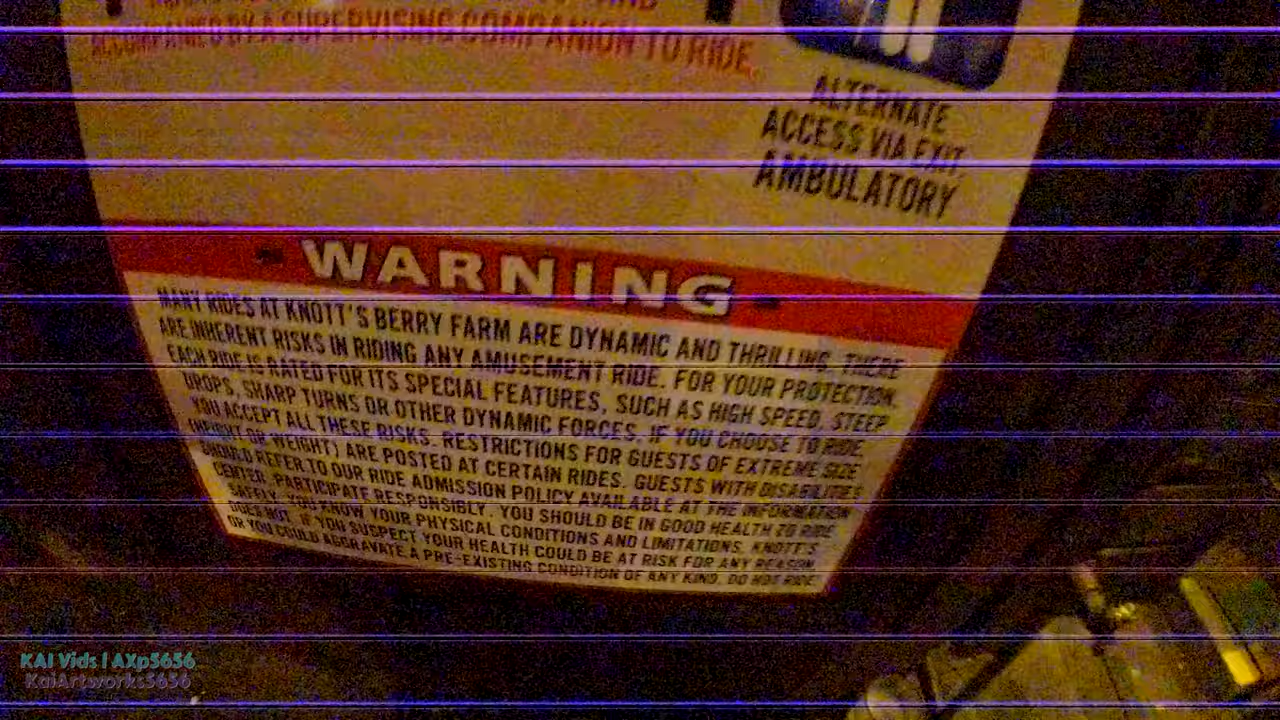 ACCOMPANIED BY A SUPERVISING COMPANION TO RIDE.
ALTERNATE
ACCESS VIA EXIT
AMBULATORY
- WARNING -
MANY RIDES AT KNOTT'S BERRY FARM ARE DYNAMIC AND THRILLING. THERE
ARE INHERENT RISKS IN RIDING ANY AMUSEMENT RIDE. FOR YOUR PROTECTION,
EACH RIDE IS RATED FOR ITS SPECIAL FEATURES, SUCH AS HIGH SPEED, STEEP
DROPS, SHARP TURNS OR OTHER DYNAMIC FORCES. IF YOU CHOOSE TO RIDE,
YOU ACCEPT ALL THESE RISKS. RESTRICTIONS FOR GUESTS OF EXTREME SIZE
(HEIGHT OR WEIGHT) ARE POSTED AT CERTAIN RIDES. GUESTS WITH DISABILITIES
SHOULD REFER TO OUR RIDE ADMISSION POLICY AVAILABLE AT THE INFORMATION
CENTER. PARTICIPATE RESPONSIBLY. YOU SHOULD BE IN GOOD HEALTH TO RIDE
SAFELY. YOU KNOW YOUR PHYSICAL CONDITIONS AND LIMITATIONS, KNOTT'S
DOES NOT. IF YOU SUSPECT YOUR HEALTH COULD BE AT RISK FOR ANY REASON,
OR YOU COULD AGGRAVATE A PRE-EXISTING CONDITION OF ANY KIND, DO NOT RIDE!
KAI Vids | AXp5656
KaiArtworks5656